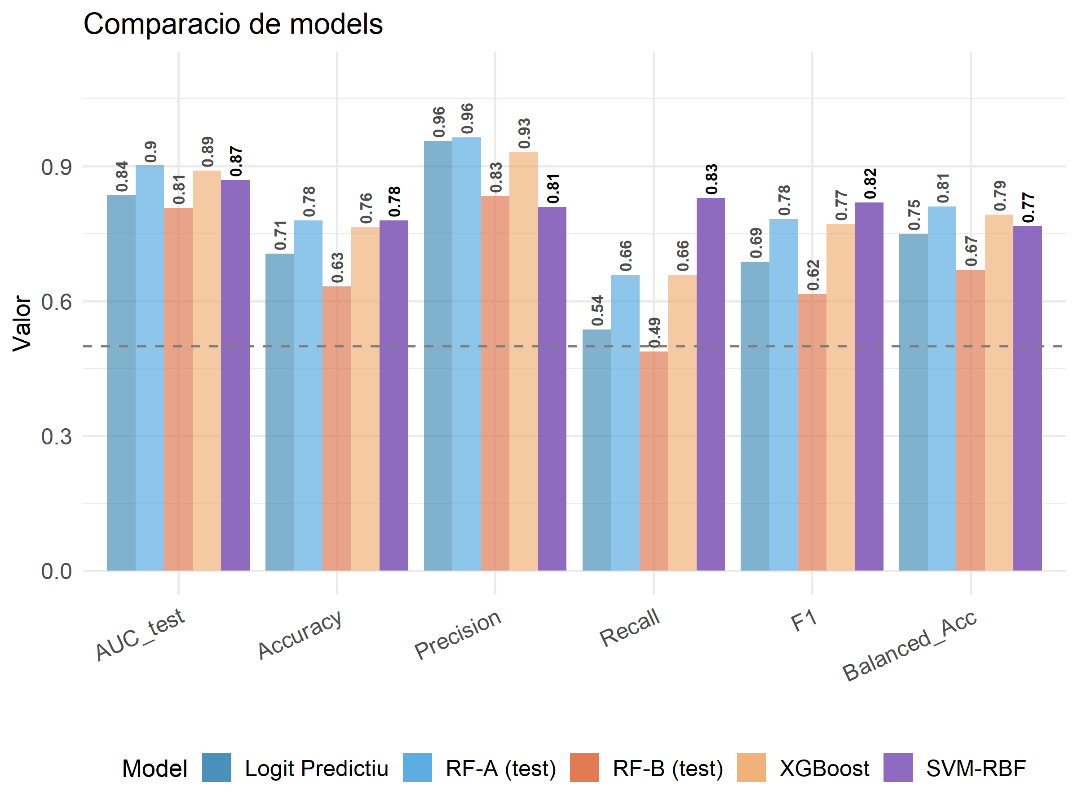 Comparacio de models
Valor
0.9
0.6
0.3
0.0
0.84 0.9 0.81 0.89 0.87
0.71 0.78 0.63 0.76 0.78
0.96 0.96 0.83 0.93 0.81
0.54 0.66 0.49 0.66 0.83
0.69 0.78 0.62 0.77 0.82
0.75 0.81 0.67 0.79 0.77
AUC_test
Accuracy
Precision
Recall
F1
Balanced_Acc
Model Logit Predictiu RF-A (test) RF-B (test) XGBoost SVM-RBF